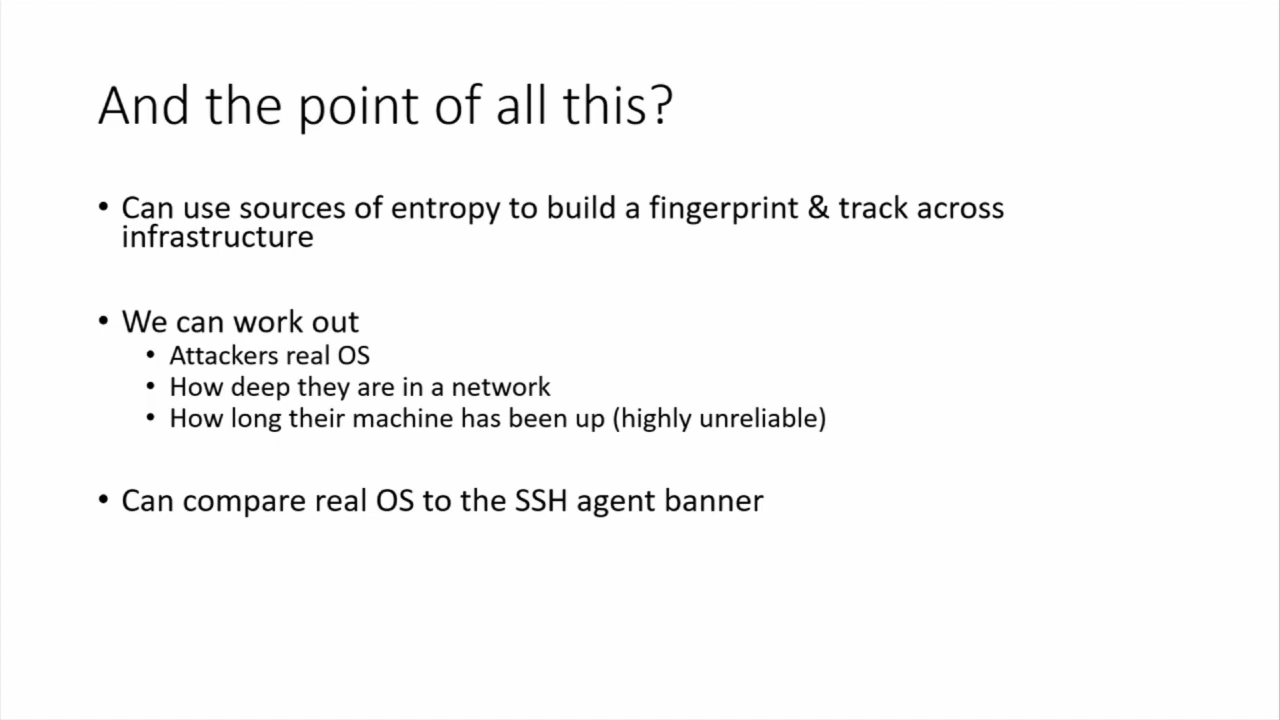 And the point of all this?
• Can use sources of entropy to build a fingerprint & track across
infrastructure
• We can work out
• Attackers real OS
• How deep they are in a network
• How long their machine has been up (highly unreliable)
• Can compare real OS to the SSH agent banner